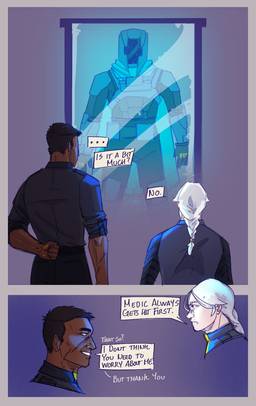 ...
IS IT A BIT
MUCH?
NO.
MEDIC ALWAYS
GETS HIT FIRST.
THAT SO?
I DON'T THINK
YOU NEED TO
WORRY ABOUT ME.
BUT THANK YOU